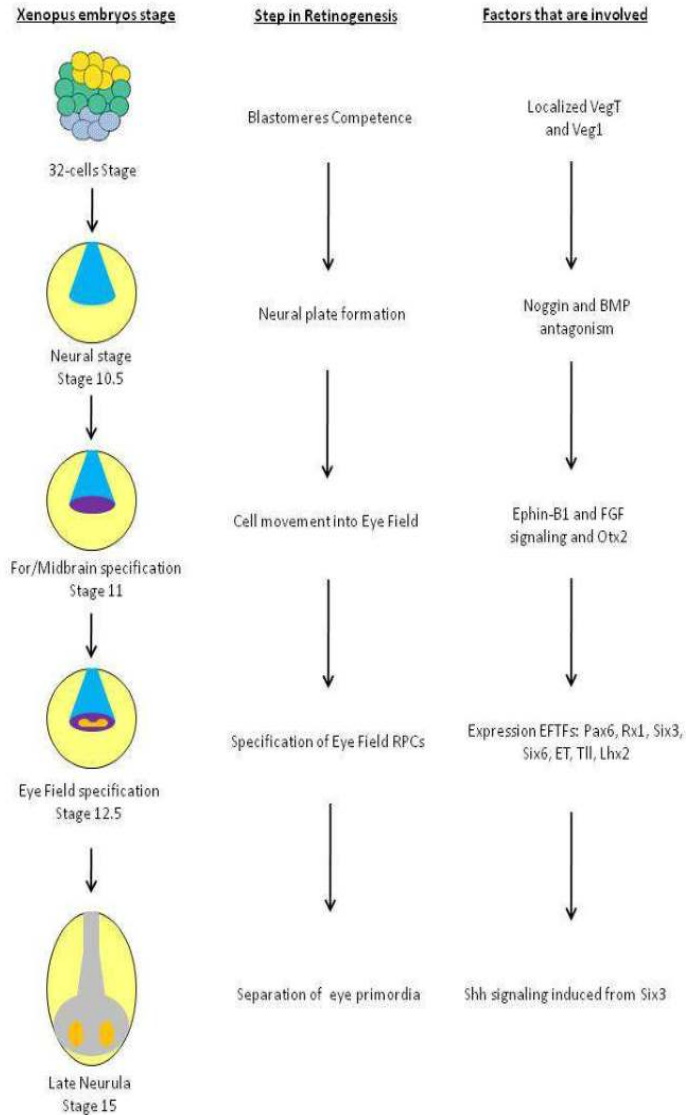 Xenopus embryos stage
Step in Retinogenesis
Factors that are involved
Blastomeres Competence
Localized VegT
and Veg1
32-cells Stage
Neural plate formation
Noggin and BMP
antagonism
Neural stage
Stage 10.5
Cell movement into Eye Field
Ephin-B1 and FGF
signaling and Otx2
For/Midbrain specification
Stage 11
Specification of Eye Field RPCs
Expression EFTFs: Pax6, Rx1, Six3,
Six6, ET, Tll, Lhx2
Eye Field specification
Stage 12.5
Separation of eye primordia
Shh signaling induced from Six3
Late Neurula
Stage 15